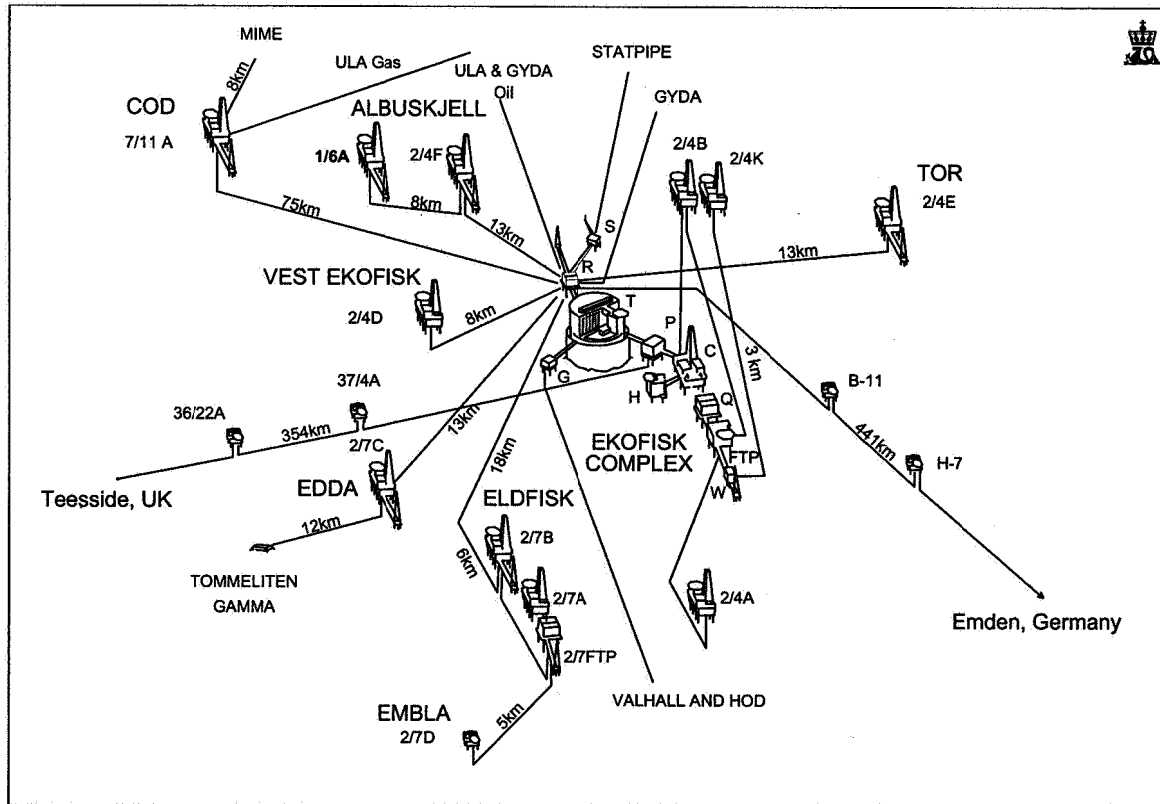 MIME
8km
ULA Gas
ULA & GYDA
Oil
STATPIPE
GYDA
COD
7/11 A
ALBUSKJELL
1/6A
2/4F
2/4B
2/4K
TOR
2/4E
75km
8km
13km
S
R
13km
VEST EKOFISK
2/4D
8km
T
P
C
3 km
G
H
Q
B-11
37/4A
36/22A
354km
13km
18km
441km
EKOFISK
COMPLEX
FTP
W
H-7
Teesside, UK
2/7C
EDDA
12km
ELDFISK
2/7B
6km
2/7A
2/7FTP
2/4A
TOMMELITEN
GAMMA
Emden, Germany
VALHALL AND HOD
EMBLA
2/7D
5km